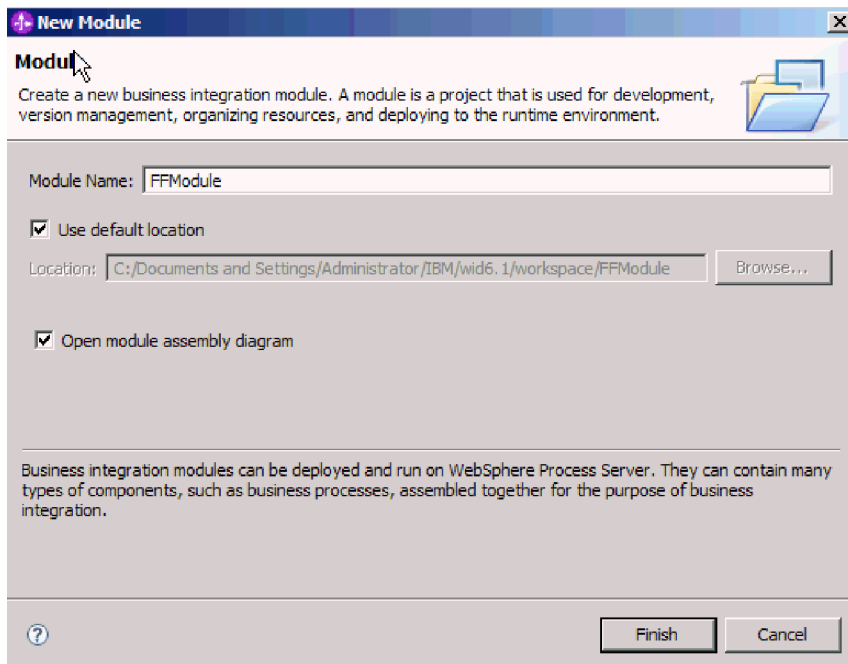 New Module
Modul
Create a new business integration module. A module is a project that is used for development,
version management, organizing resources, and deploying to the runtime environment.
Module Name: FFModule
Use default location
Location: C:/Documents and Settings/Administrator/IBM/wid6.1/workspace/FFModule Browse...
Open module assembly diagram
Business integration modules can be deployed and run on WebSphere Process Server. They can contain many
types of components, such as business processes, assembled together for the purpose of business
integration.
? Finish Cancel